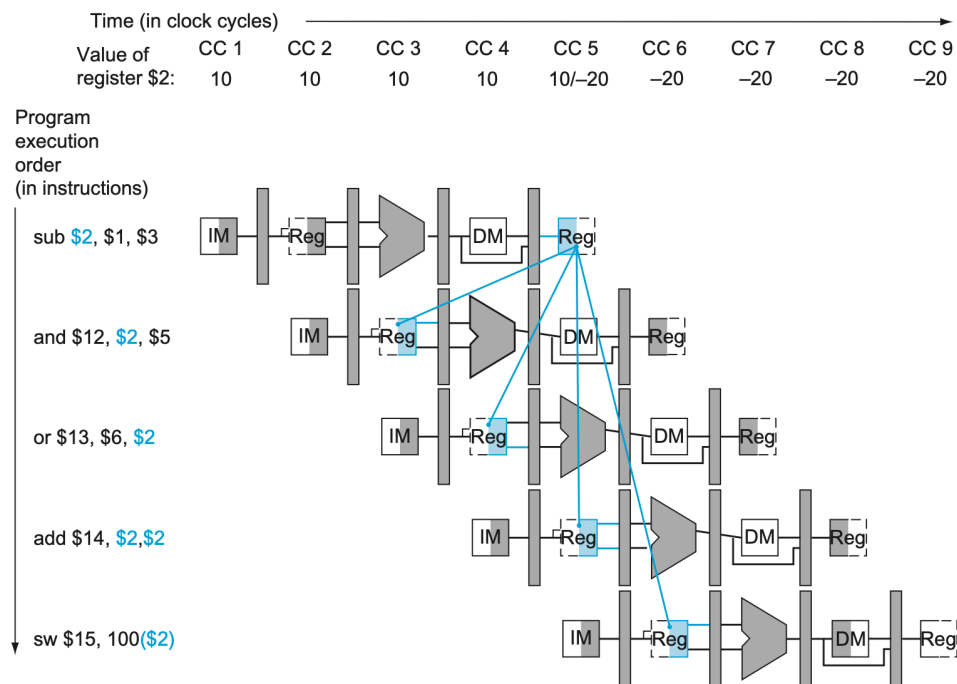 Time (in clock cycles)
CC 1 CC 2 CC 3 CC 4 CC 5 CC 6 CC 7 CC 8 CC 9
Value of
register $2: 10 10 10 10 10/–20 –20 –20 –20 –20
Program
execution
order
(in instructions)
sub $2, $1, $3 IM Reg DM Reg
and $12, $2, $5 IM Reg DM Reg
or $13, $6, $2 IM Reg DM Reg
add $14, $2,$2 IM Reg DM Reg
sw $15, 100($2) IM Reg DM Reg